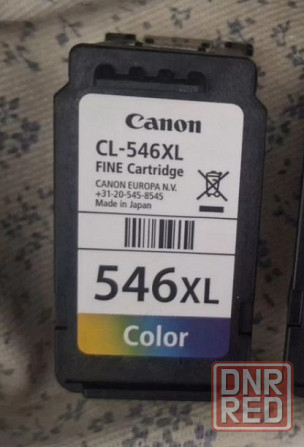 Canon
CL-546XL
FINE Cartridge
CANON EUROPA N.V.
+31-20-545-8545
Made in Japan
546XL
Color
DNR
RED